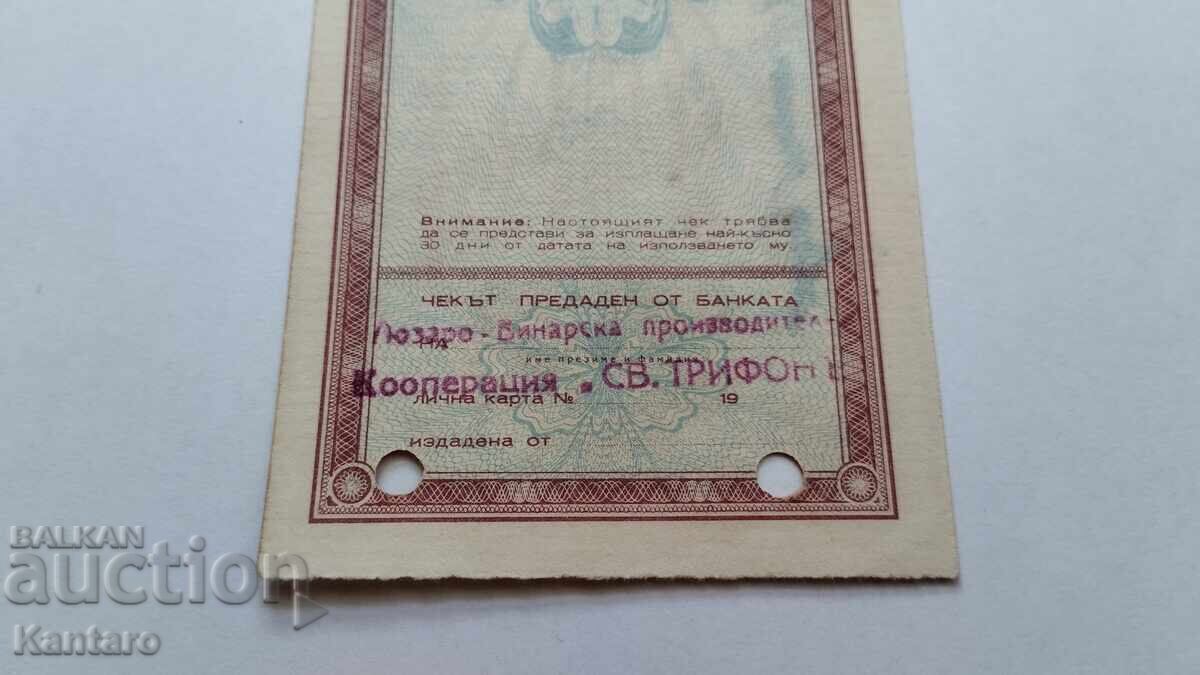 Внимание: Настоящият чек трябва
да се представи за изплащане най-късно
30 дни от датата на използването му.
ЧЕКЪТ ПРЕДАДЕН ОТ БАНКАТА
Лозаро-Винарска производител-
НА
име презиме и фамилия
Кооперация „СВ. ТРИФОН"
ЛИЧНА КАРТА № 19
ИЗДАДЕНА ОТ
BALKAN
auction
Kantaro